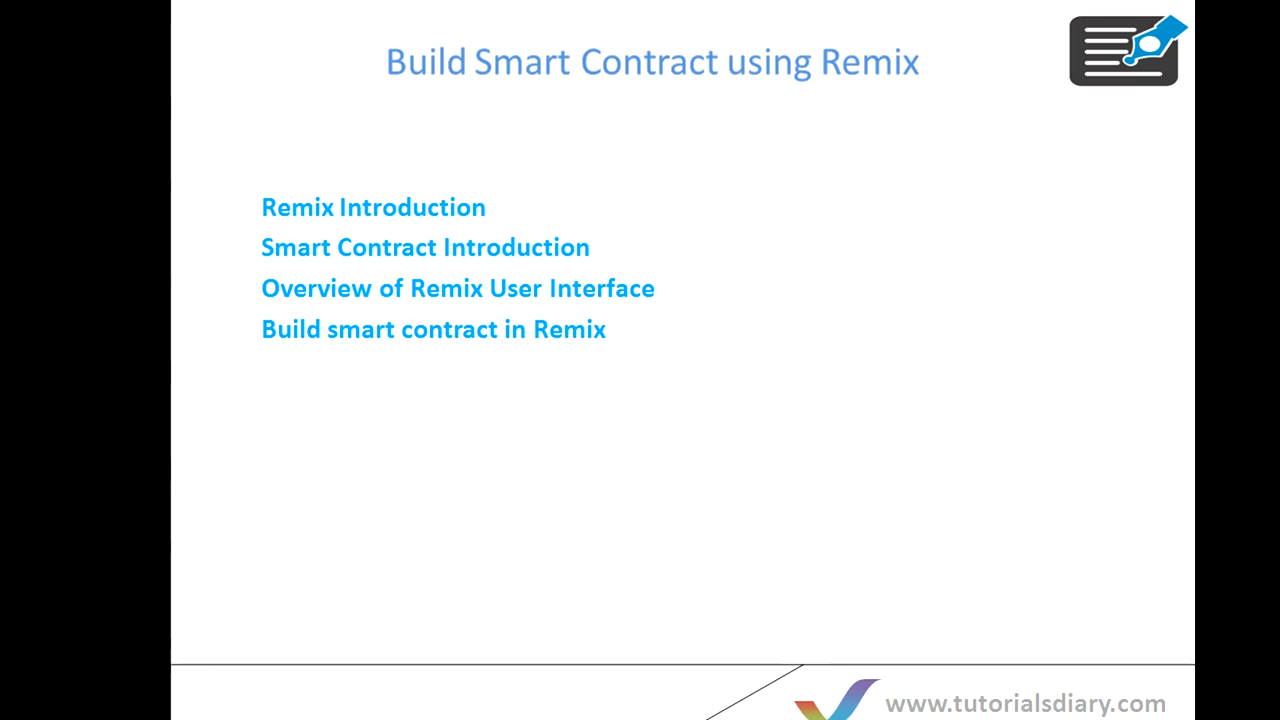 Build Smart Contract using Remix
Remix Introduction
Smart Contract Introduction
Overview of Remix User Interface
Build smart contract in Remix
www.tutorialsdiary.com